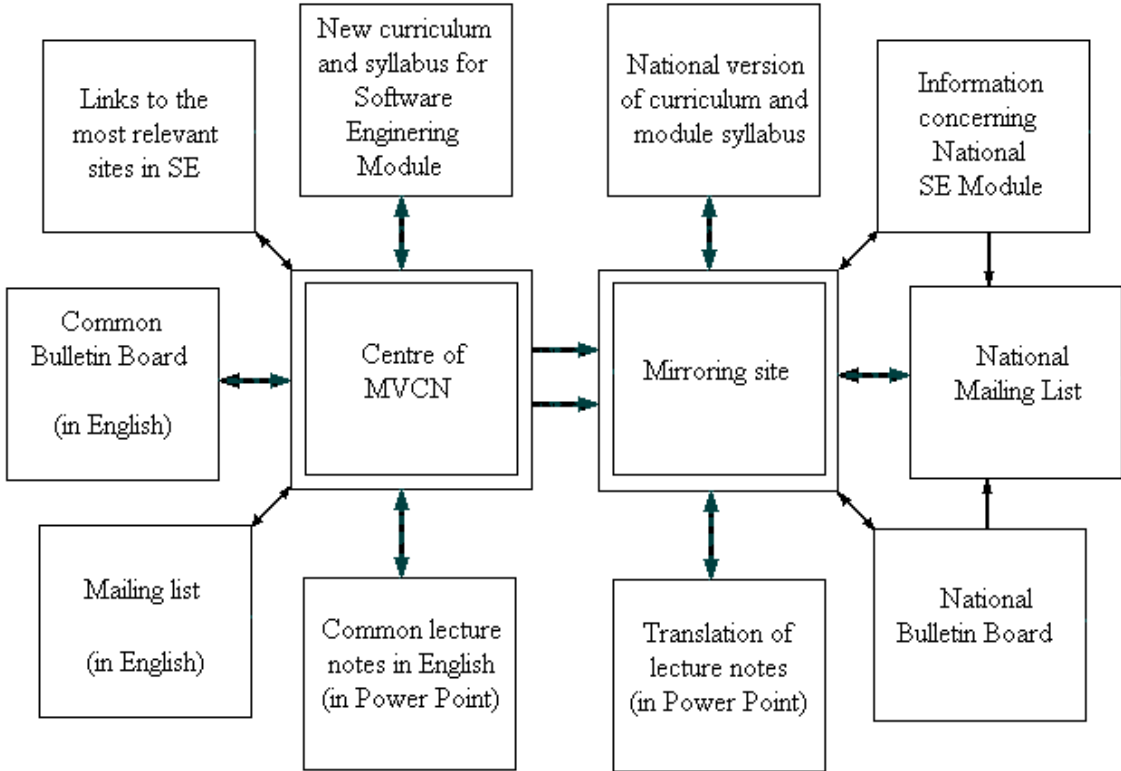 Links to the
most relevant
sites in SE
New curriculum
and syllabus for
Software
Enginering
Module
National version
of curriculum and
module syllabus
Information
concerning
National
SE Module
Common
Bulletin Board
(in English)
Centre of
MVCN
Mirroring site
National
Mailing List
Mailing list
(in English)
Common lecture
notes in English
(in Power Point)
Translation of
lecture notes
(in Power Point)
National
Bulletin Board